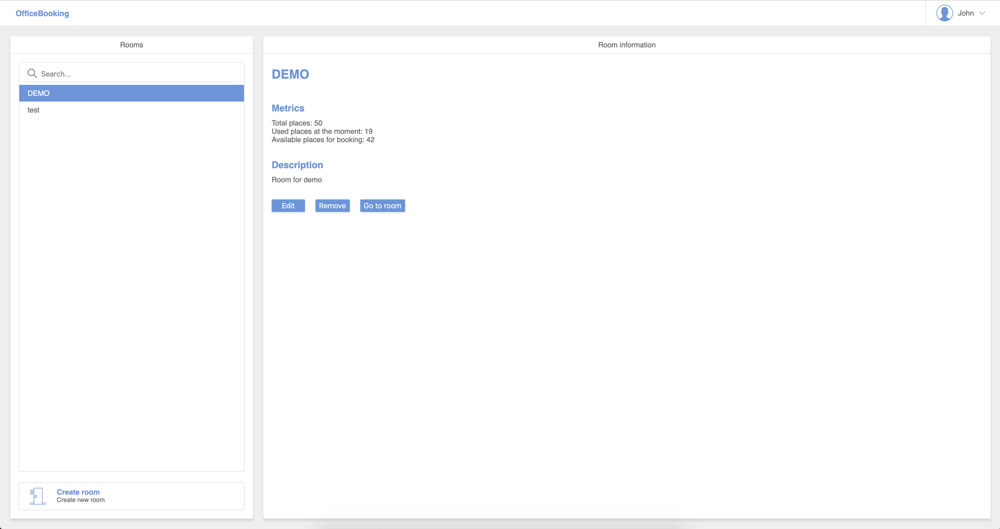 OfficeBooking
John
Rooms
Search...
DEMO
test
Create room
Create new room
Room information
DEMO
Metrics
Total places: 50
Used places at the moment: 19
Available places for booking: 42
Description
Room for demo
Edit
Remove
Go to room